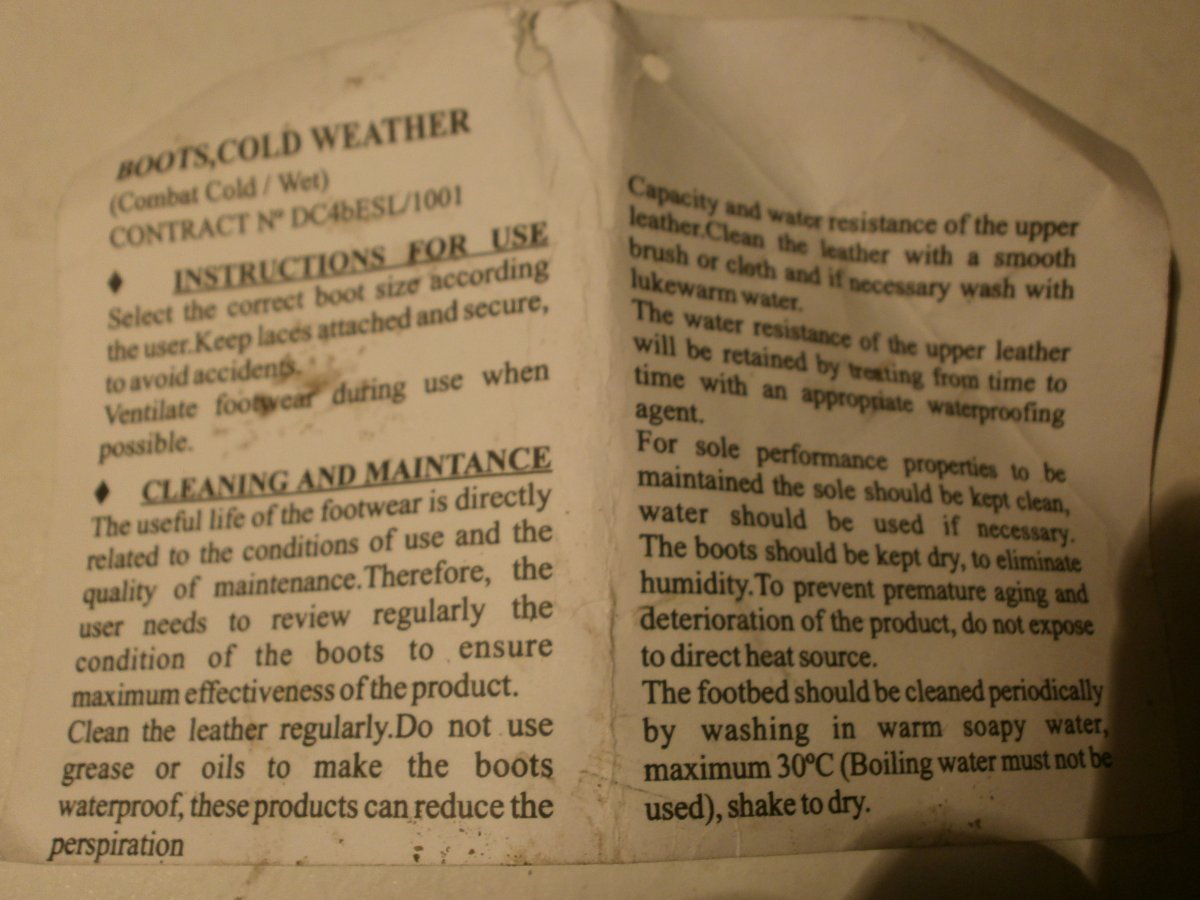 BOOTS,COLD WEATHER
(Combat Cold / Wet)
CONTRACT Nº DC4bESL/1001
♦ INSTRUCTIONS FOR USE
Select the correct boot size according
the user.Keep laces attached and secure,
to avoid accidents.
Ventilate footwear during use when
possible.
♦ CLEANING AND MAINTANCE
The useful life of the footwear is directly
related to the conditions of use and the
quality of maintenance.Therefore, the
user needs to review regularly the
condition of the boots to ensure
maximum effectiveness of the product.
Clean the leather regularly.Do not use
grease or oils to make the boots
waterproof, these products can reduce the
perspiration
Capacity and water resistance of the upper
leather.Clean the leather with a smooth
brush or cloth and if necessary wash with
lukewarm water.
The water resistance of the upper leather
will be retained by treating from time to
time with an appropriate waterproofing
agent.
For sole performance properties to be
maintained the sole should be kept clean,
water should be used if necessary.
The boots should be kept dry, to eliminate
humidity.To prevent premature aging and
deterioration of the product, do not expose
to direct heat source.
The footbed should be cleaned periodically
by washing in warm soapy water,
maximum 30ºC (Boiling water must not be
used), shake to dry.